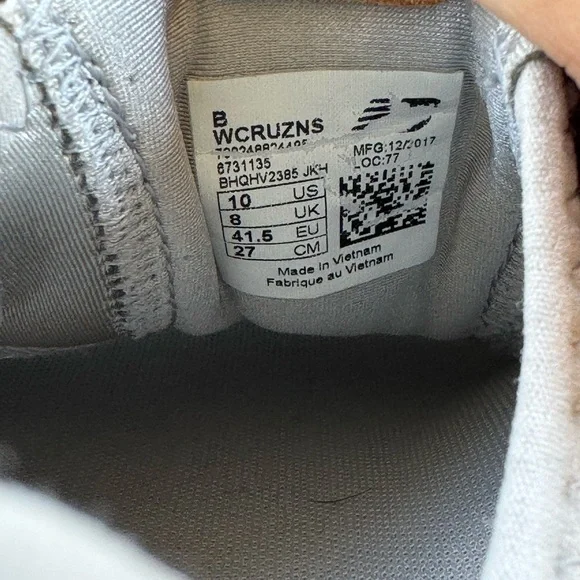 B
WCRUZNS
MFG:12/2017
LOC:77
6731135
BHQHV2385 JKH
10 US
8 UK
41.5 EU
27 CM
Made in Vietnam
Fabrique au Vietnam